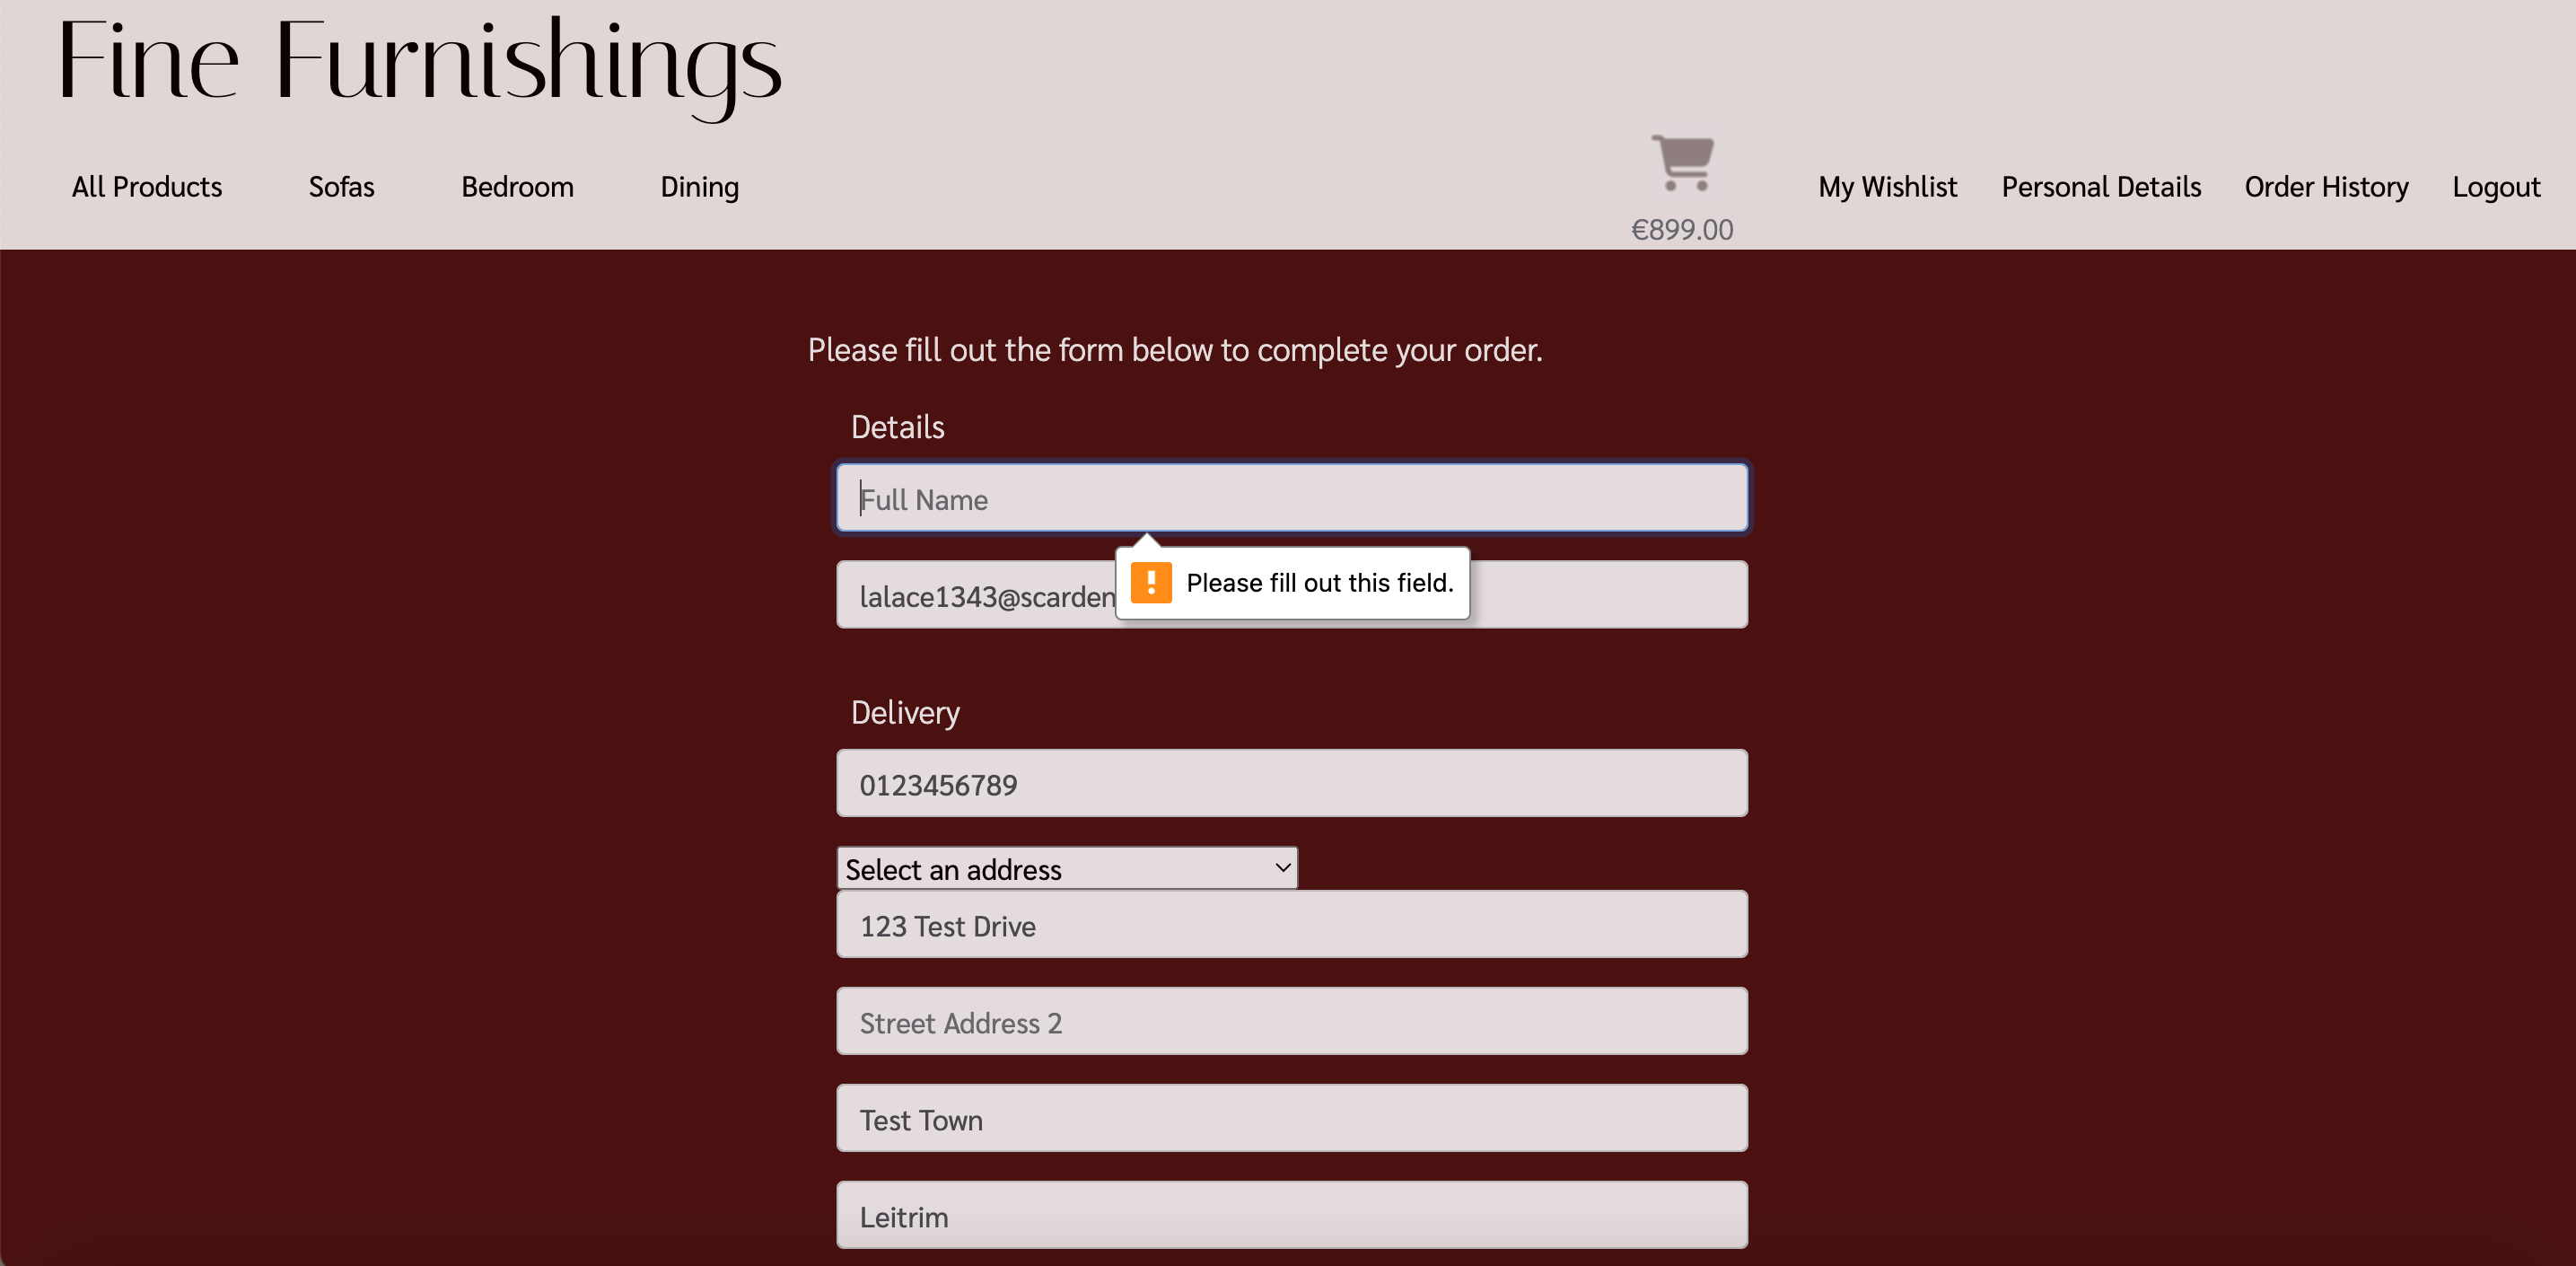 Fine Furnishings
All Products Sofas Bedroom Dining
My Wishlist Personal Details Order History Logout
€899.00
Please fill out the form below to complete your order.
Details
Full Name
Please fill out this field.
lalace1343@scarden
Delivery
0123456789
Select an address
123 Test Drive
Street Address 2
Test Town
Leitrim